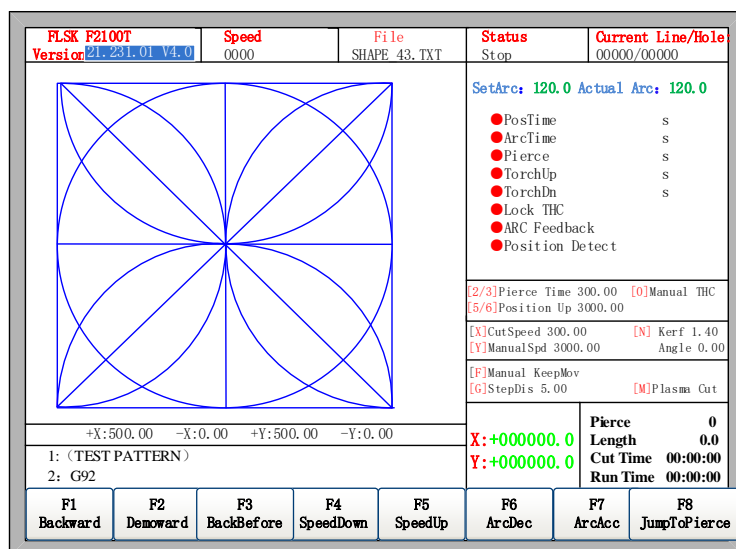 FLSK F2100T Speed File Status Current Line/Hole:
Version 21.231.01 V4.0 0000 SHAPE 43.TXT Stop 00000/00000
SetArc: 120.0 Actual Arc: 120.0
PosTime s
ArcTime s
Pierce s
TorchUp s
TorchDn s
Lock THC
ARC Feedback
Position Detect
[2/3]Pierce Time 300.00 [O]Manual THC
[5/6]Position Up 3000.00
[X]CutSpeed 300.00 [N] Kerf 1.40
[Y]ManualSpd 3000.00 Angle 0.00
[F]Manual KeepMov
[G]StepDis 5.00 [M]Plasma Cut
+X:500.00 -X:0.00 +Y:500.00 -Y:0.00
1:（TEST PATTERN）
2: G92
X:+000000.0
Y:+000000.0
Pierce 0
Length 0.0
Cut Time 00:00:00
Run Time 00:00:00
F1 F2 F3 F4 F5 F6 F7 F8
Backward Demoward BackBefore SpeedDown SpeedUp ArcDec ArcAcc JumpToPierce